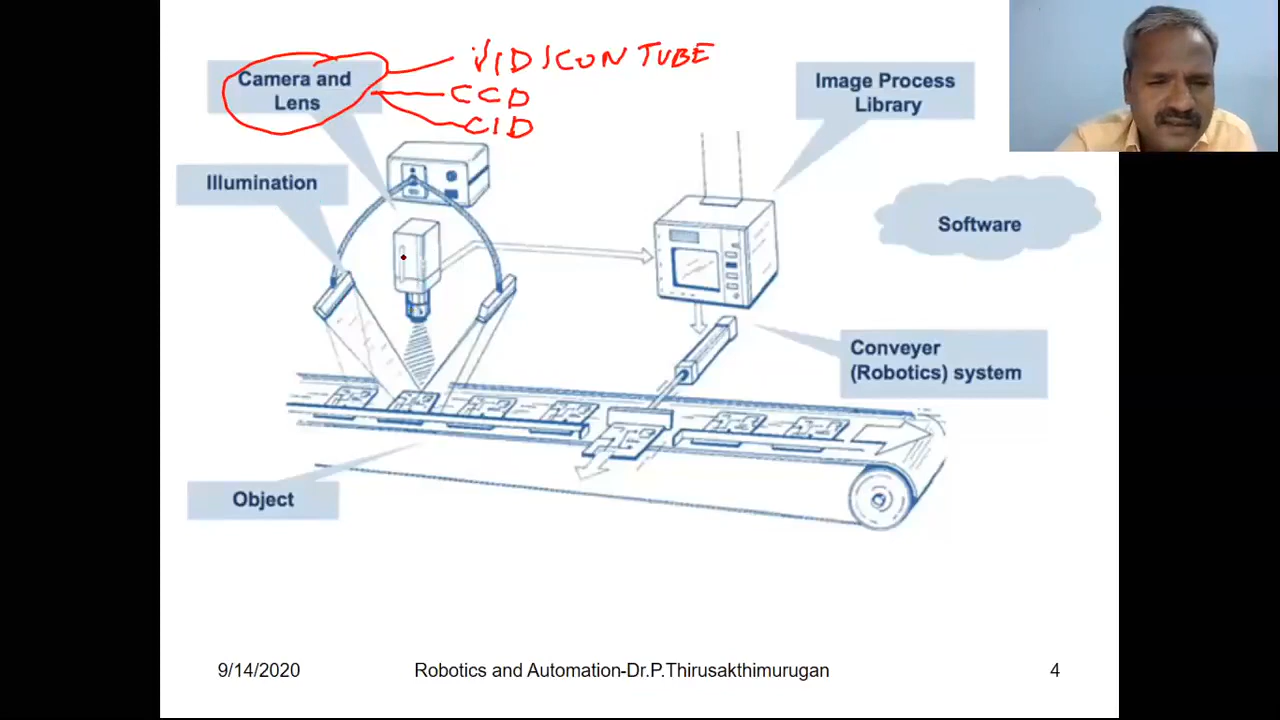 VIDICON TUBE
Camera and
Lens
CCD
CID
Image Process
Library
Illumination
Software
Conveyer
(Robotics) system
Object
9/14/2020
Robotics and Automation-Dr.P.Thirusakthimurugan
4